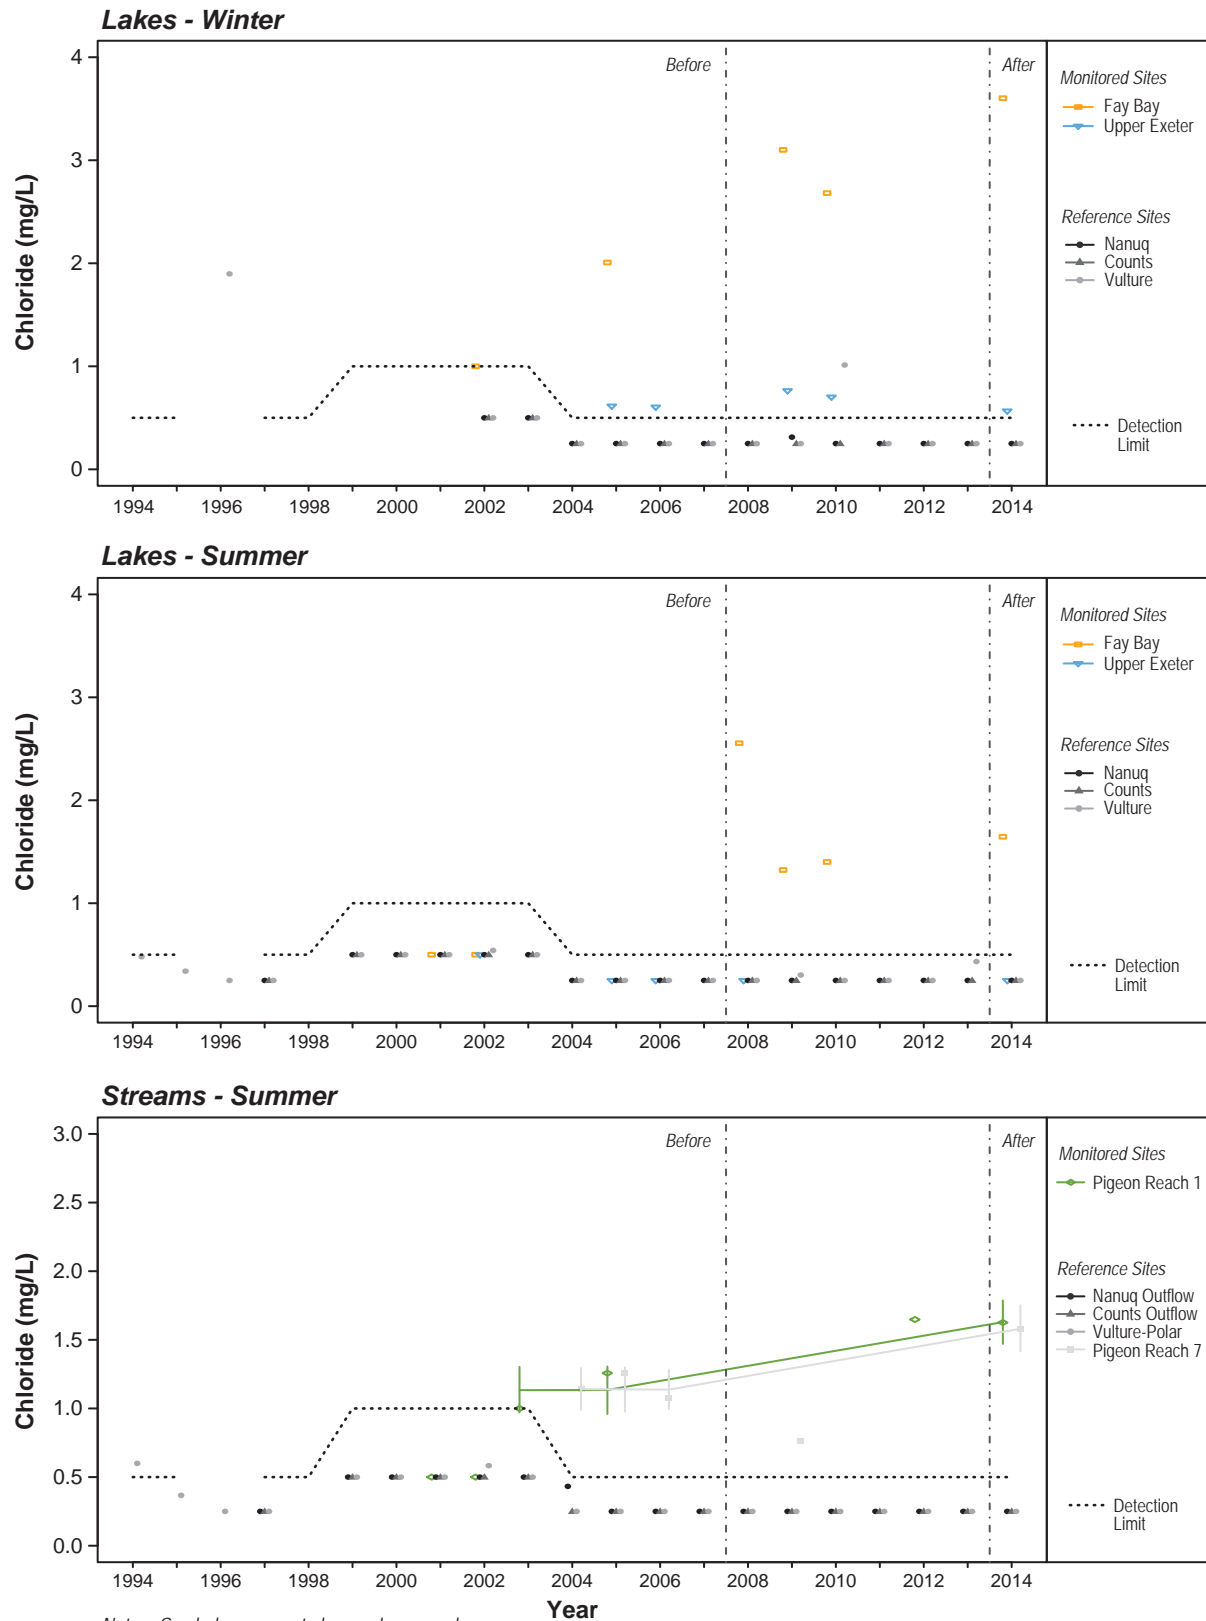 Lakes - Winter
Chloride (mg/L)
4
3
2
1
0
Before
After
1994 1996 1998 2000 2002 2004 2006 2008 2010 2012 2014
Monitored Sites
Fay Bay
Upper Exeter
Reference Sites
Nanuq
Counts
Vulture
Detection
Limit
Lakes - Summer
Chloride (mg/L)
4
3
2
1
0
Before
After
1994 1996 1998 2000 2002 2004 2006 2008 2010 2012 2014
Monitored Sites
Fay Bay
Upper Exeter
Reference Sites
Nanuq
Counts
Vulture
Detection
Limit
Streams - Summer
Chloride (mg/L)
3.0
2.5
2.0
1.5
1.0
0.5
0.0
Before
After
1994 1996 1998 2000 2002 2004 2006 2008 2010 2012 2014
Monitored Sites
Pigeon Reach 1
Reference Sites
Nanuq Outflow
Counts Outflow
Vulture-Polar
Pigeon Reach 7
Detection
Limit
Year